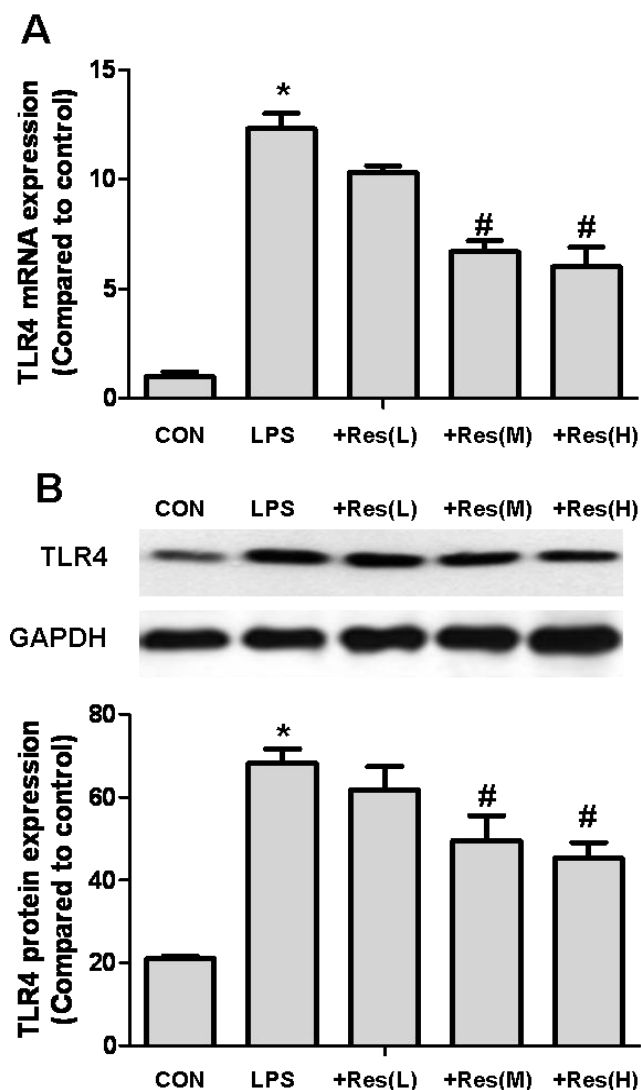 A
TLR4 mRNA expression
(Compared to control)
15
10
5
0
*
#
#
CON LPS +Res(L) +Res(M) +Res(H)
B
CON LPS +Res(L) +Res(M) +Res(H)
TLR4
GAPDH
TLR4 protein expression
(Compared to control)
80
60
40
20
0
*
#
#
CON LPS +Res(L) +Res(M) +Res(H)